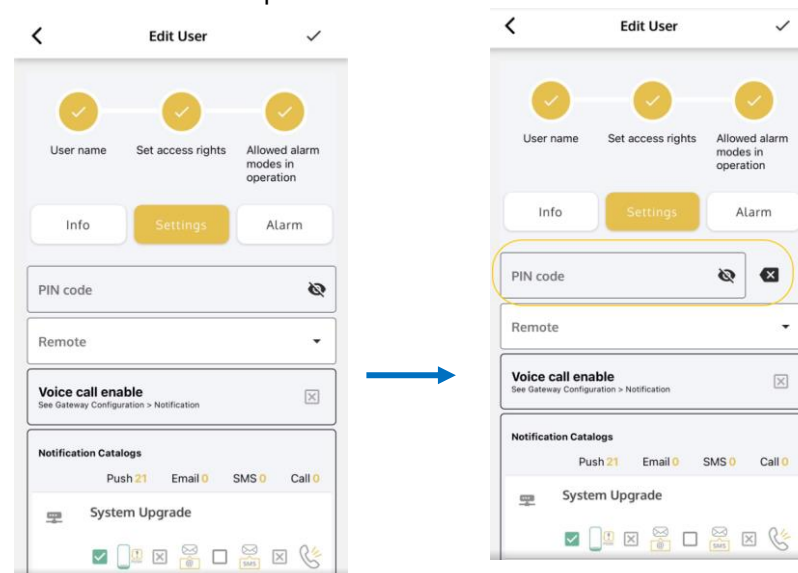 Edit User
User name
Set access rights
Allowed alarm
modes in
operation
Info
Settings
Alarm
PIN code
Remote
Voice call enable
See Gateway Configuration > Notification
Notification Catalogs
Push 21 Email 0 SMS 0 Call 0
System Upgrade
@
SMS
Edit User
User name
Set access rights
Allowed alarm
modes in
operation
Info
Settings
Alarm
PIN code
Remote
Voice call enable
See Gateway Configuration > Notification
Notification Catalogs
Push 21 Email 0 SMS 0 Call 0
System Upgrade
@
SMS